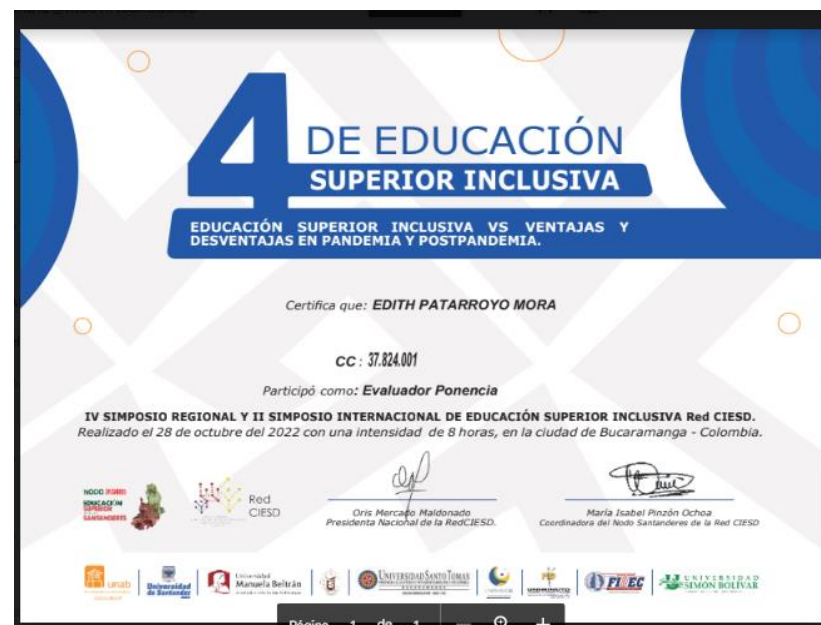 4 DE EDUCACIÓN
SUPERIOR INCLUSIVA
EDUCACIÓN SUPERIOR INCLUSIVA VS VENTAJAS Y
DESVENTAJAS EN PANDEMIA Y POSTPANDEMIA.
Certifica que: EDITH PATARROYO MORA
CC : 37.824.001
Participó como: Evaluador Ponencia
IV SIMPOSIO REGIONAL Y II SIMPOSIO INTERNACIONAL DE EDUCACIÓN SUPERIOR INCLUSIVA Red CIESD.
Realizado el 28 de octubre del 2022 con una intensidad de 8 horas, en la ciudad de Bucaramanga - Colombia.
NODO
EDUCACIÓN
SUPERIOR
SANTANDERES
Red
CIESD
Oris Mercado Maldonado
Presidenta Nacional de la RedCIESD.
María Isabel Pinzón Ochoa
Coordinadora del Nodo Santanderes de la Red CIESD
unab
Universidad
de Santander
Universidad
Manuela Beltrán
UNIVERSIDAD SANTO TOMÁS
UNIVERSIDAD
SIMÓN BOLÍVAR
Página 1 de 1